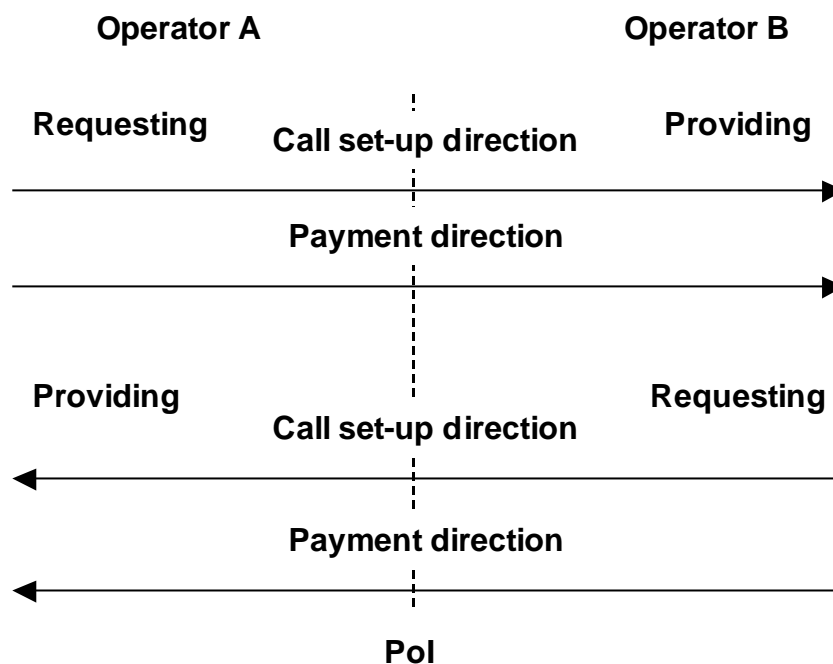 Operator A
Operator B
Requesting
Call set-up direction
Providing
Payment direction
Providing
Call set-up direction
Requesting
Payment direction
PoI